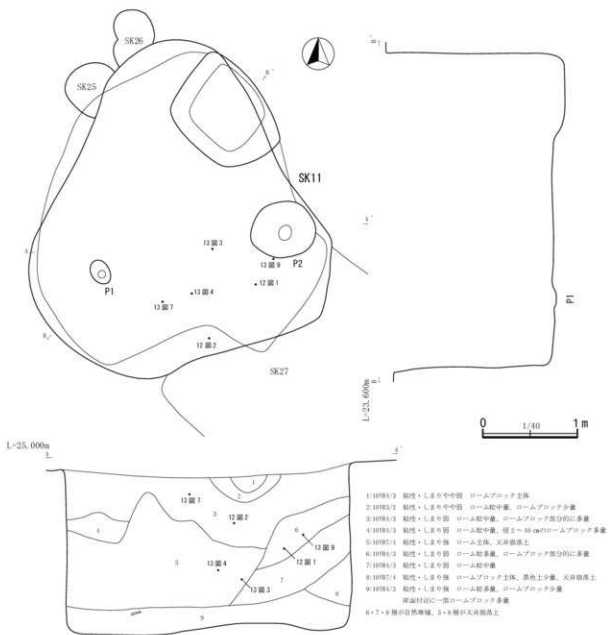 SK26
SK25
SK11
13図3
P2
13図9
12図1
P1
13図4
13図7
12図2
SK27
P1
L=23.600m
0 1/40 1m
L=25.000m
1
2
13図7
3
12図2
4
6
13図9
12図1
5
13図4
13図3
7
8
9
1:10YR4/3 粘性・しまりやや弱 ロームブロック主体
2:10YR3/2 粘性・しまりやや弱 ローム粒中量、ロームブロック少量
3:10YR4/3 粘性・しまり弱 ローム粒中量、ロームブロック部分的に多量
4:10YR4/3 粘性・しまり弱 ローム粒中量、径2~10cmのロームブロック多量
5:10YR7/4 粘性・しまり強 ローム主体、天井崩落土
6:10YR4/3 粘性・しまり弱 ローム粒多量、ロームブロック部分的に多量
7:10YR4/3 粘性・しまり弱 ローム粒中量
8:10YR7/4 粘性・しまり強 ロームブロック主体、黒色土少量、天井崩落土
9:10YR4/3 粘性・しまり強 ローム粒多量、ロームブロック少量
床面付近に一部ロームブロック多量
6・7・9層が自然堆積、5・8層が天井崩落土